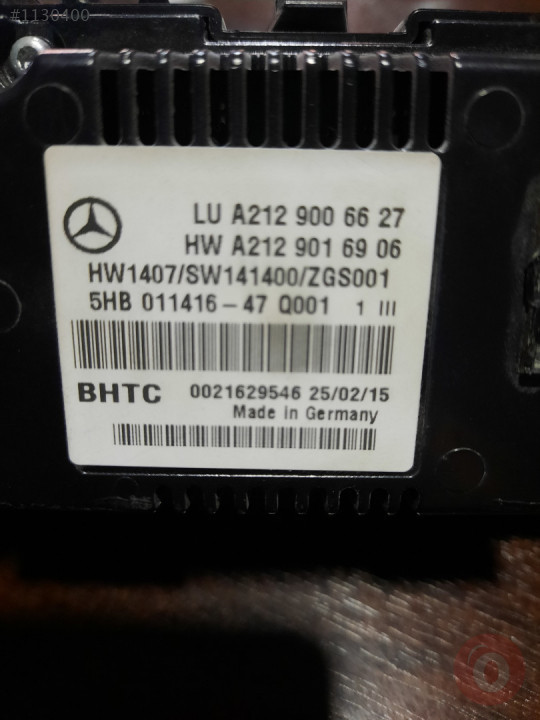 #1130400
LU A212 900 66 27
HW A212 901 69 06
HW1407/SW141400/ZGS001
5HB 011416-47 Q001 1 III
BHTC 0021629546 25/02/15
Made in Germany